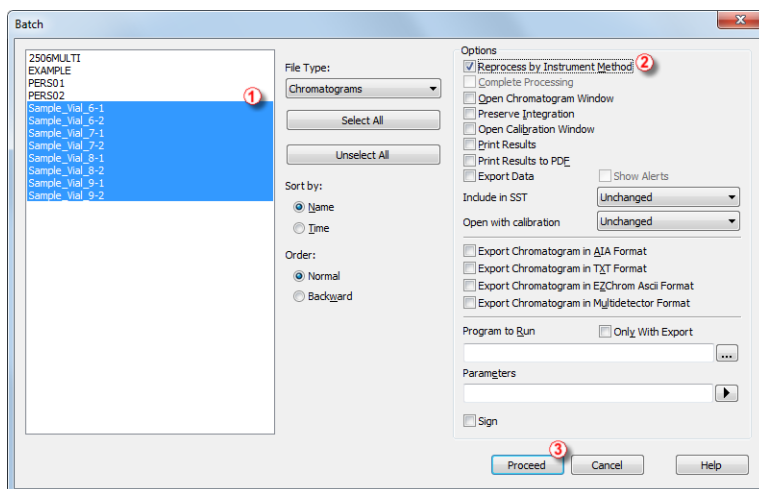 Batch
2506MULTI
EXAMPLE
PERS01
PERS02
Sample_Vial_6-1
Sample_Vial_6-2
Sample_Vial_7-1
Sample_Vial_7-2
Sample_Vial_8-1
Sample_Vial_8-2
Sample_Vial_9-1
Sample_Vial_9-2
1
File Type:
Chromatograms
Select All
Unselect All
Sort by:
Name
Time
Order:
Normal
Backward
Options
Reprocess by Instrument Method
2
Complete Processing
Open Chromatogram Window
Preserve Integration
Open Calibration Window
Print Results
Print Results to PDF
Export Data Show Alerts
Include in SST Unchanged
Open with calibration Unchanged
Export Chromatogram in AIA Format
Export Chromatogram in TXT Format
Export Chromatogram in EZChrom Ascii Format
Export Chromatogram in Multidetector Format
Program to Run Only With Export
...
Parameters
Sign
3
Proceed Cancel Help